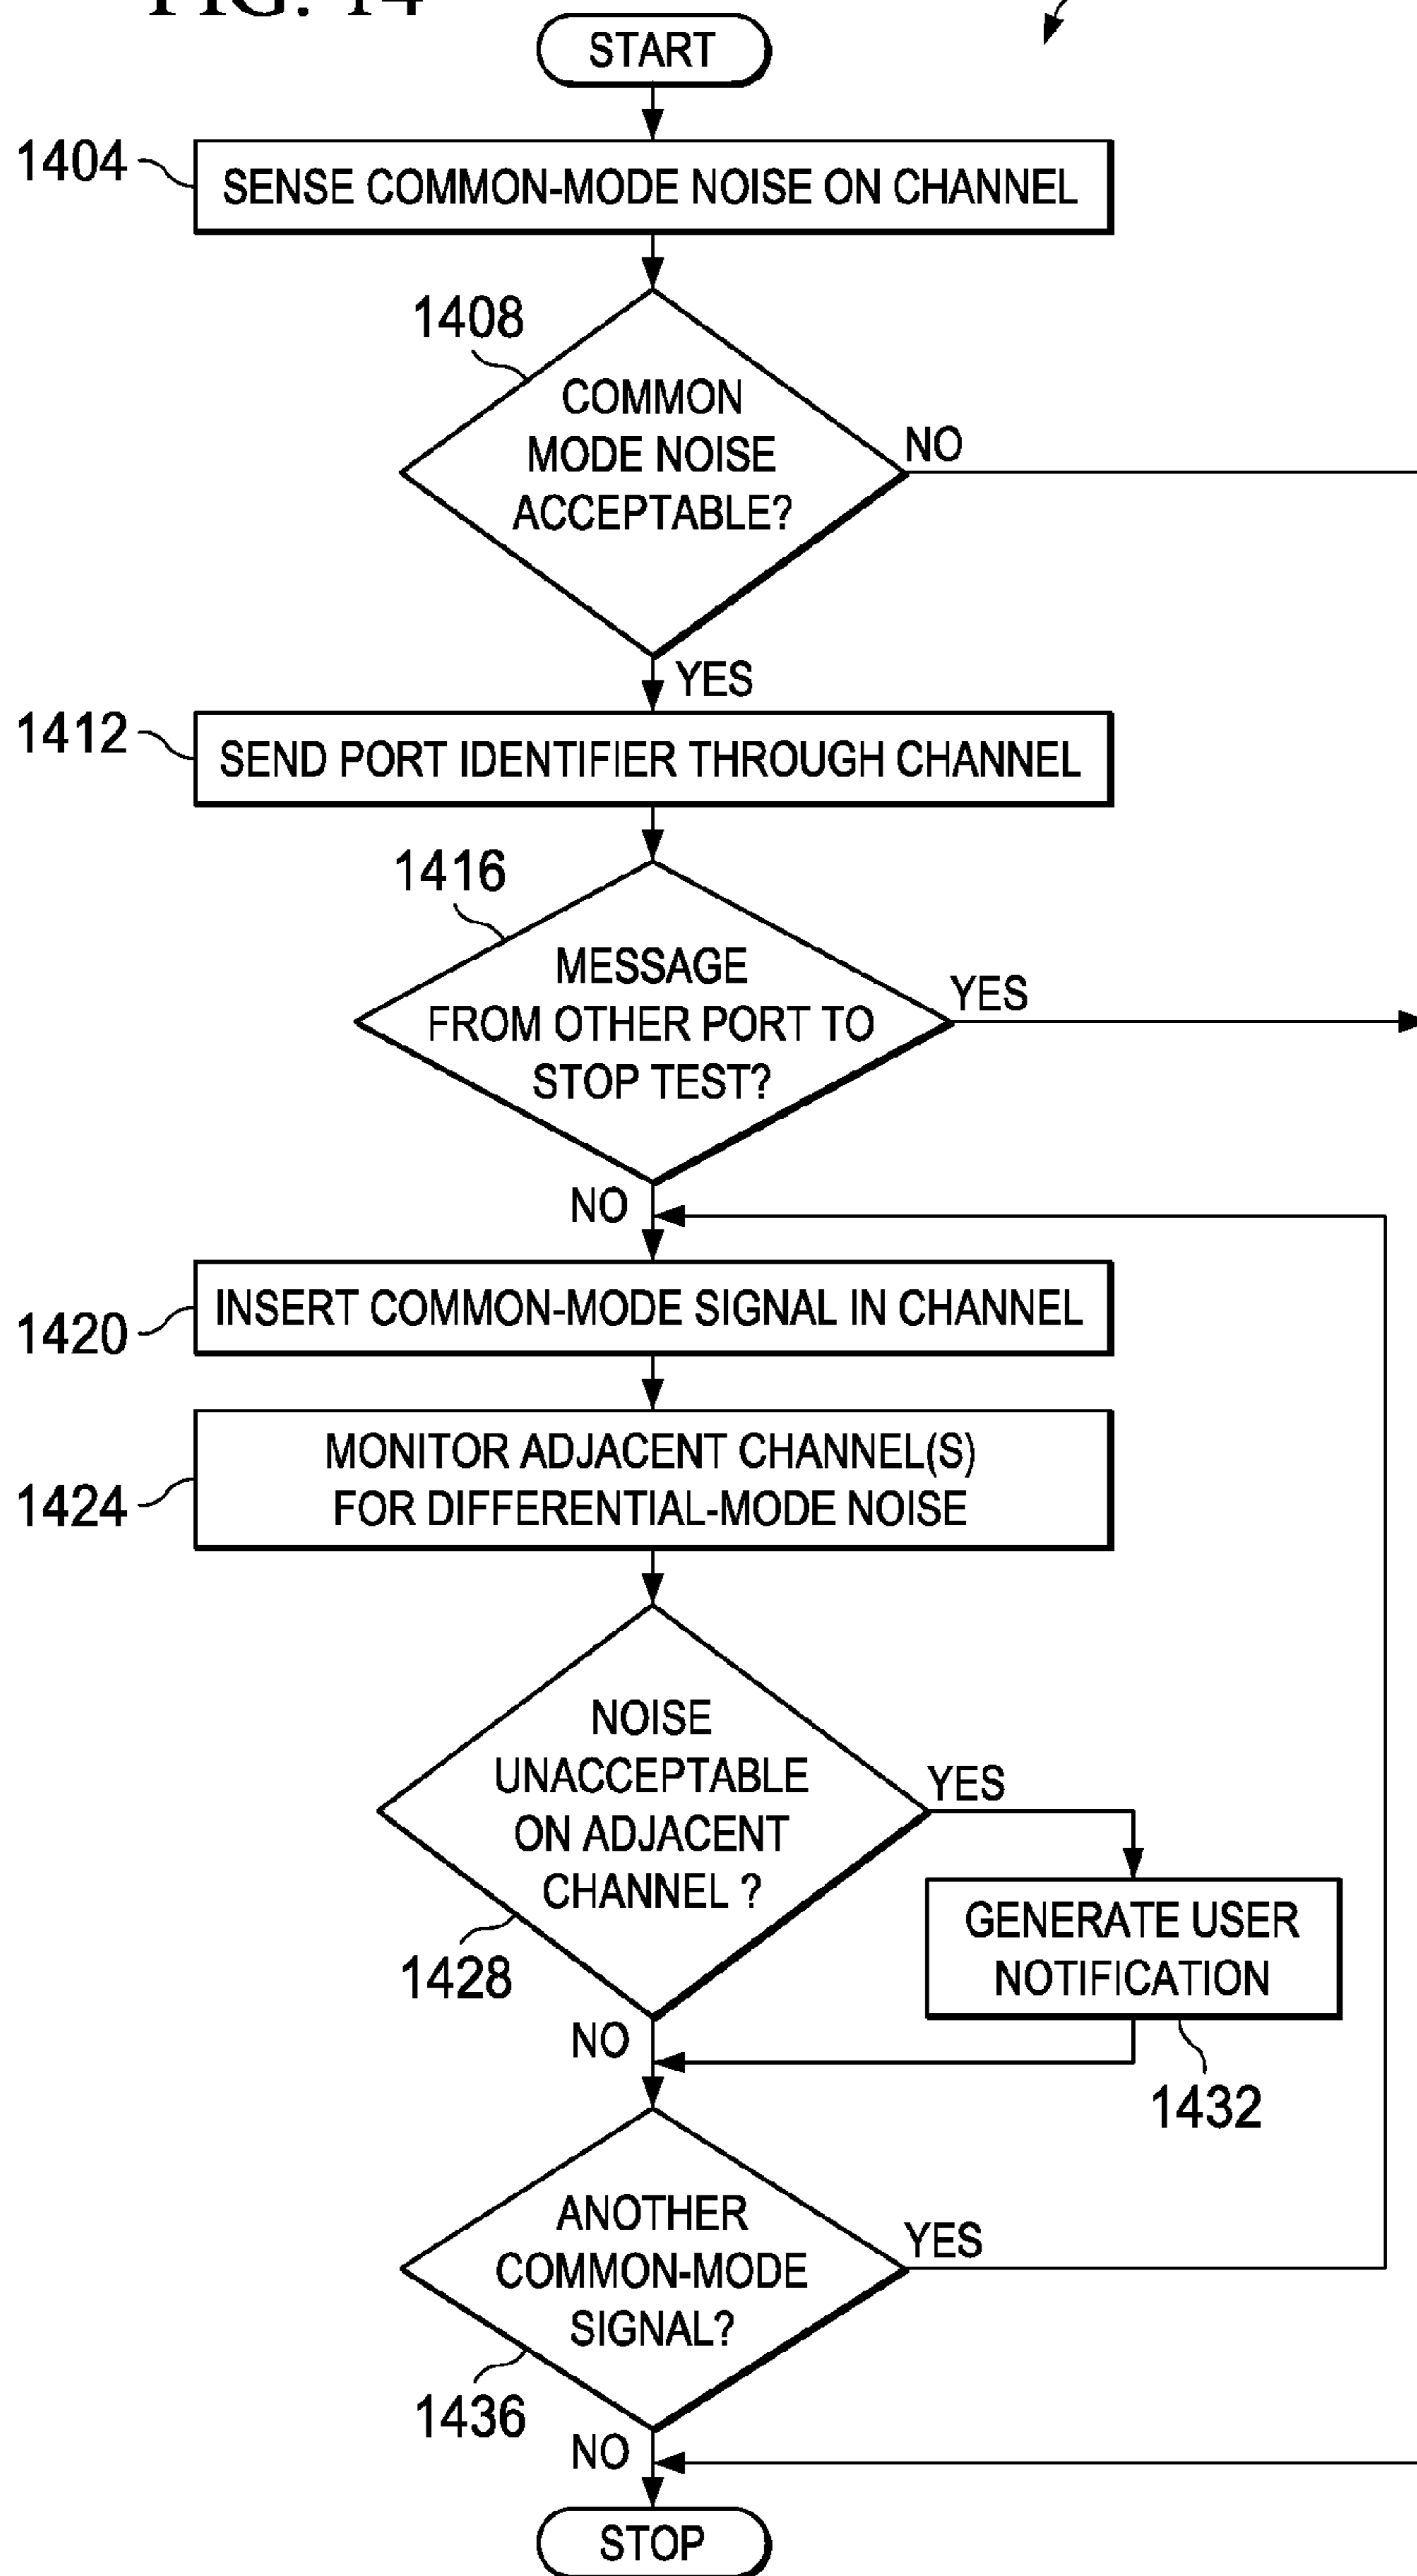 FIG. 14
START
1404
SENSE COMMON-MODE NOISE ON CHANNEL
1408
COMMON
MODE NOISE
ACCEPTABLE?
NO
YES
1412
SEND PORT IDENTIFIER THROUGH CHANNEL
1416
MESSAGE
FROM OTHER PORT TO
STOP TEST?
YES
NO
1420
INSERT COMMON-MODE SIGNAL IN CHANNEL
1424
MONITOR ADJACENT CHANNEL(S)
FOR DIFFERENTIAL-MODE NOISE
NOISE
UNACCEPTABLE
ON ADJACENT
CHANNEL ?
YES
1428
GENERATE USER
NOTIFICATION
NO
1432
ANOTHER
COMMON-MODE
SIGNAL?
YES
1436
NO
STOP